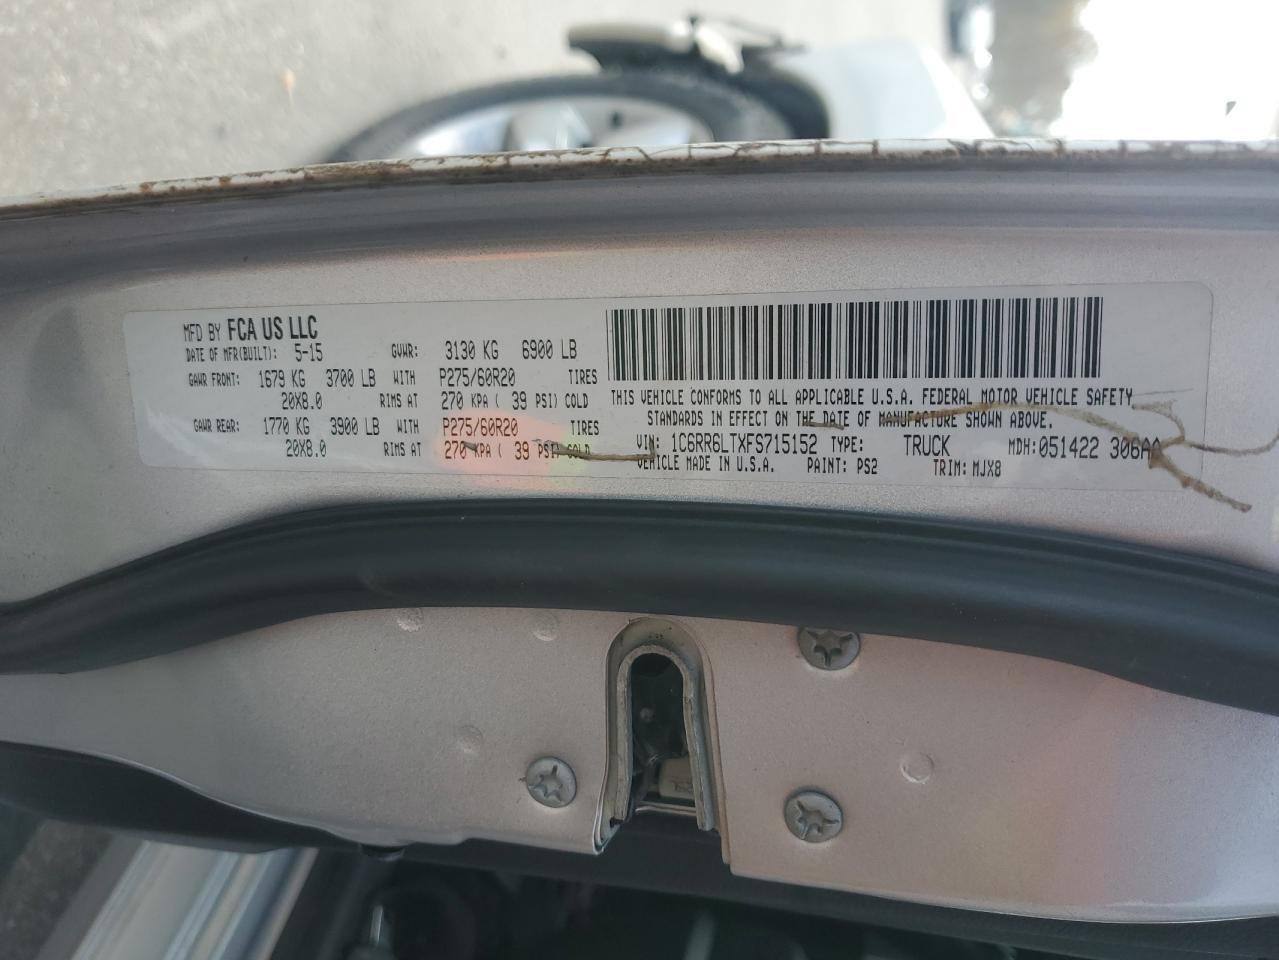 MFD BY FCA US LLC
DATE OF MFR(BUILT): 5-15 GVWR: 3130 KG 6900 LB
GAWR FRONT: 1679 KG 3700 LB WITH P275/60R20 TIRES
20X8.0 RIMS AT 270 KPA ( 39 PSI) COLD
GAWR REAR: 1770 KG 3900 LB WITH P275/60R20 TIRES
20X8.0 RIMS AT 270 KPA ( 39 PSI) COLD
THIS VEHICLE CONFORMS TO ALL APPLICABLE U.S.A. FEDERAL MOTOR VEHICLE SAFETY
STANDARDS IN EFFECT ON THE DATE OF MANUFACTURE SHOWN ABOVE.
VIN: 1C6RR6LTXFS715152 TYPE: TRUCK MDH: 051422 306AA
VEHICLE MADE IN U.S.A. PAINT: PS2 TRIM: MJX8